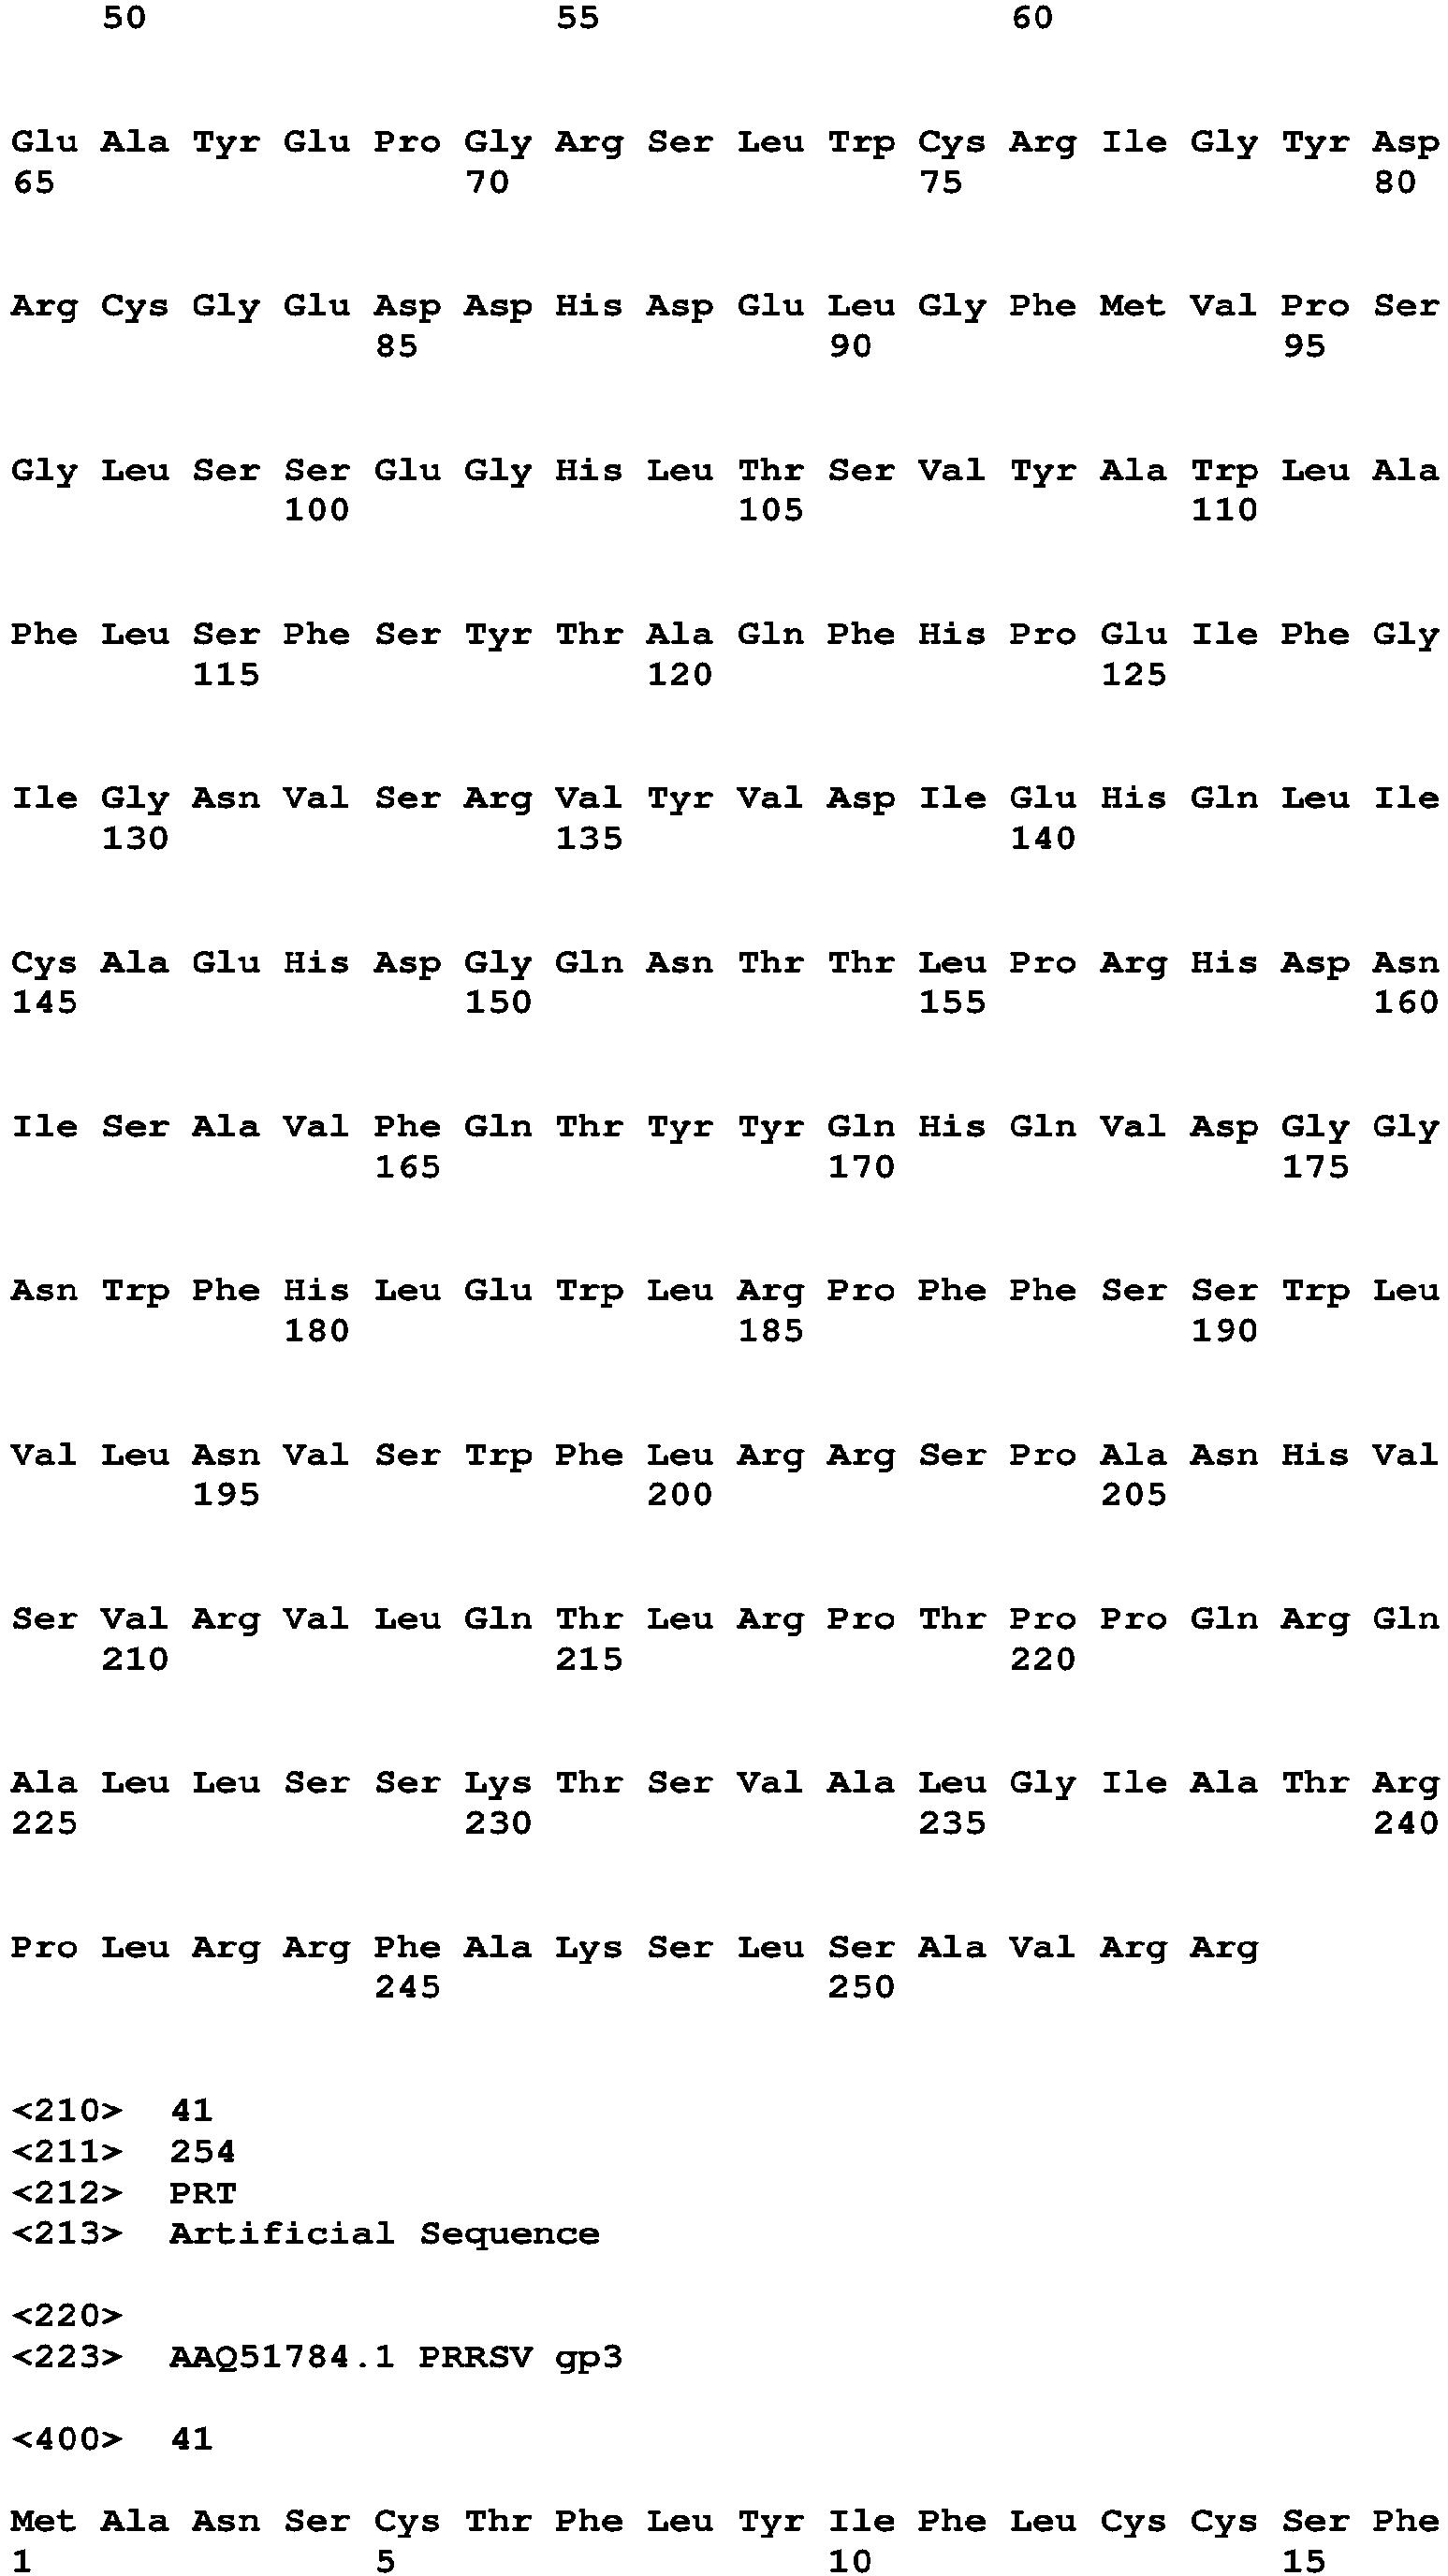 50 55 60
Glu Ala Tyr Glu Pro Gly Arg Ser Leu Trp Cys Arg Ile Gly Tyr Asp
65 70 75 80
Arg Cys Gly Glu Asp Asp His Asp Glu Leu Gly Phe Met Val Pro Ser
85 90 95
Gly Leu Ser Ser Glu Gly His Leu Thr Ser Val Tyr Ala Trp Leu Ala
100 105 110
Phe Leu Ser Phe Ser Tyr Thr Ala Gln Phe His Pro Glu Ile Phe Gly
115 120 125
Ile Gly Asn Val Ser Arg Val Tyr Val Asp Ile Glu His Gln Leu Ile
130 135 140
Cys Ala Glu His Asp Gly Gln Asn Thr Thr Leu Pro Arg His Asp Asn
145 150 155 160
Ile Ser Ala Val Phe Gln Thr Tyr Tyr Gln His Gln Val Asp Gly Gly
165 170 175
Asn Trp Phe His Leu Glu Trp Leu Arg Pro Phe Phe Ser Ser Trp Leu
180 185 190
Val Leu Asn Val Ser Trp Phe Leu Arg Arg Ser Pro Ala Asn His Val
195 200 205
Ser Val Arg Val Leu Gln Thr Leu Arg Pro Thr Pro Pro Gln Arg Gln
210 215 220
Ala Leu Leu Ser Ser Lys Thr Ser Val Ala Leu Gly Ile Ala Thr Arg
225 230 235 240
Pro Leu Arg Arg Phe Ala Lys Ser Leu Ser Ala Val Arg Arg
245 250
<210> 41
<211> 254
<212> PRT
<213> Artificial Sequence
<220>
<223> AAQ51784.1 PRRSV gp3
<400> 41
Met Ala Asn Ser Cys Thr Phe Leu Tyr Ile Phe Leu Cys Cys Ser Phe
1 5 10 15